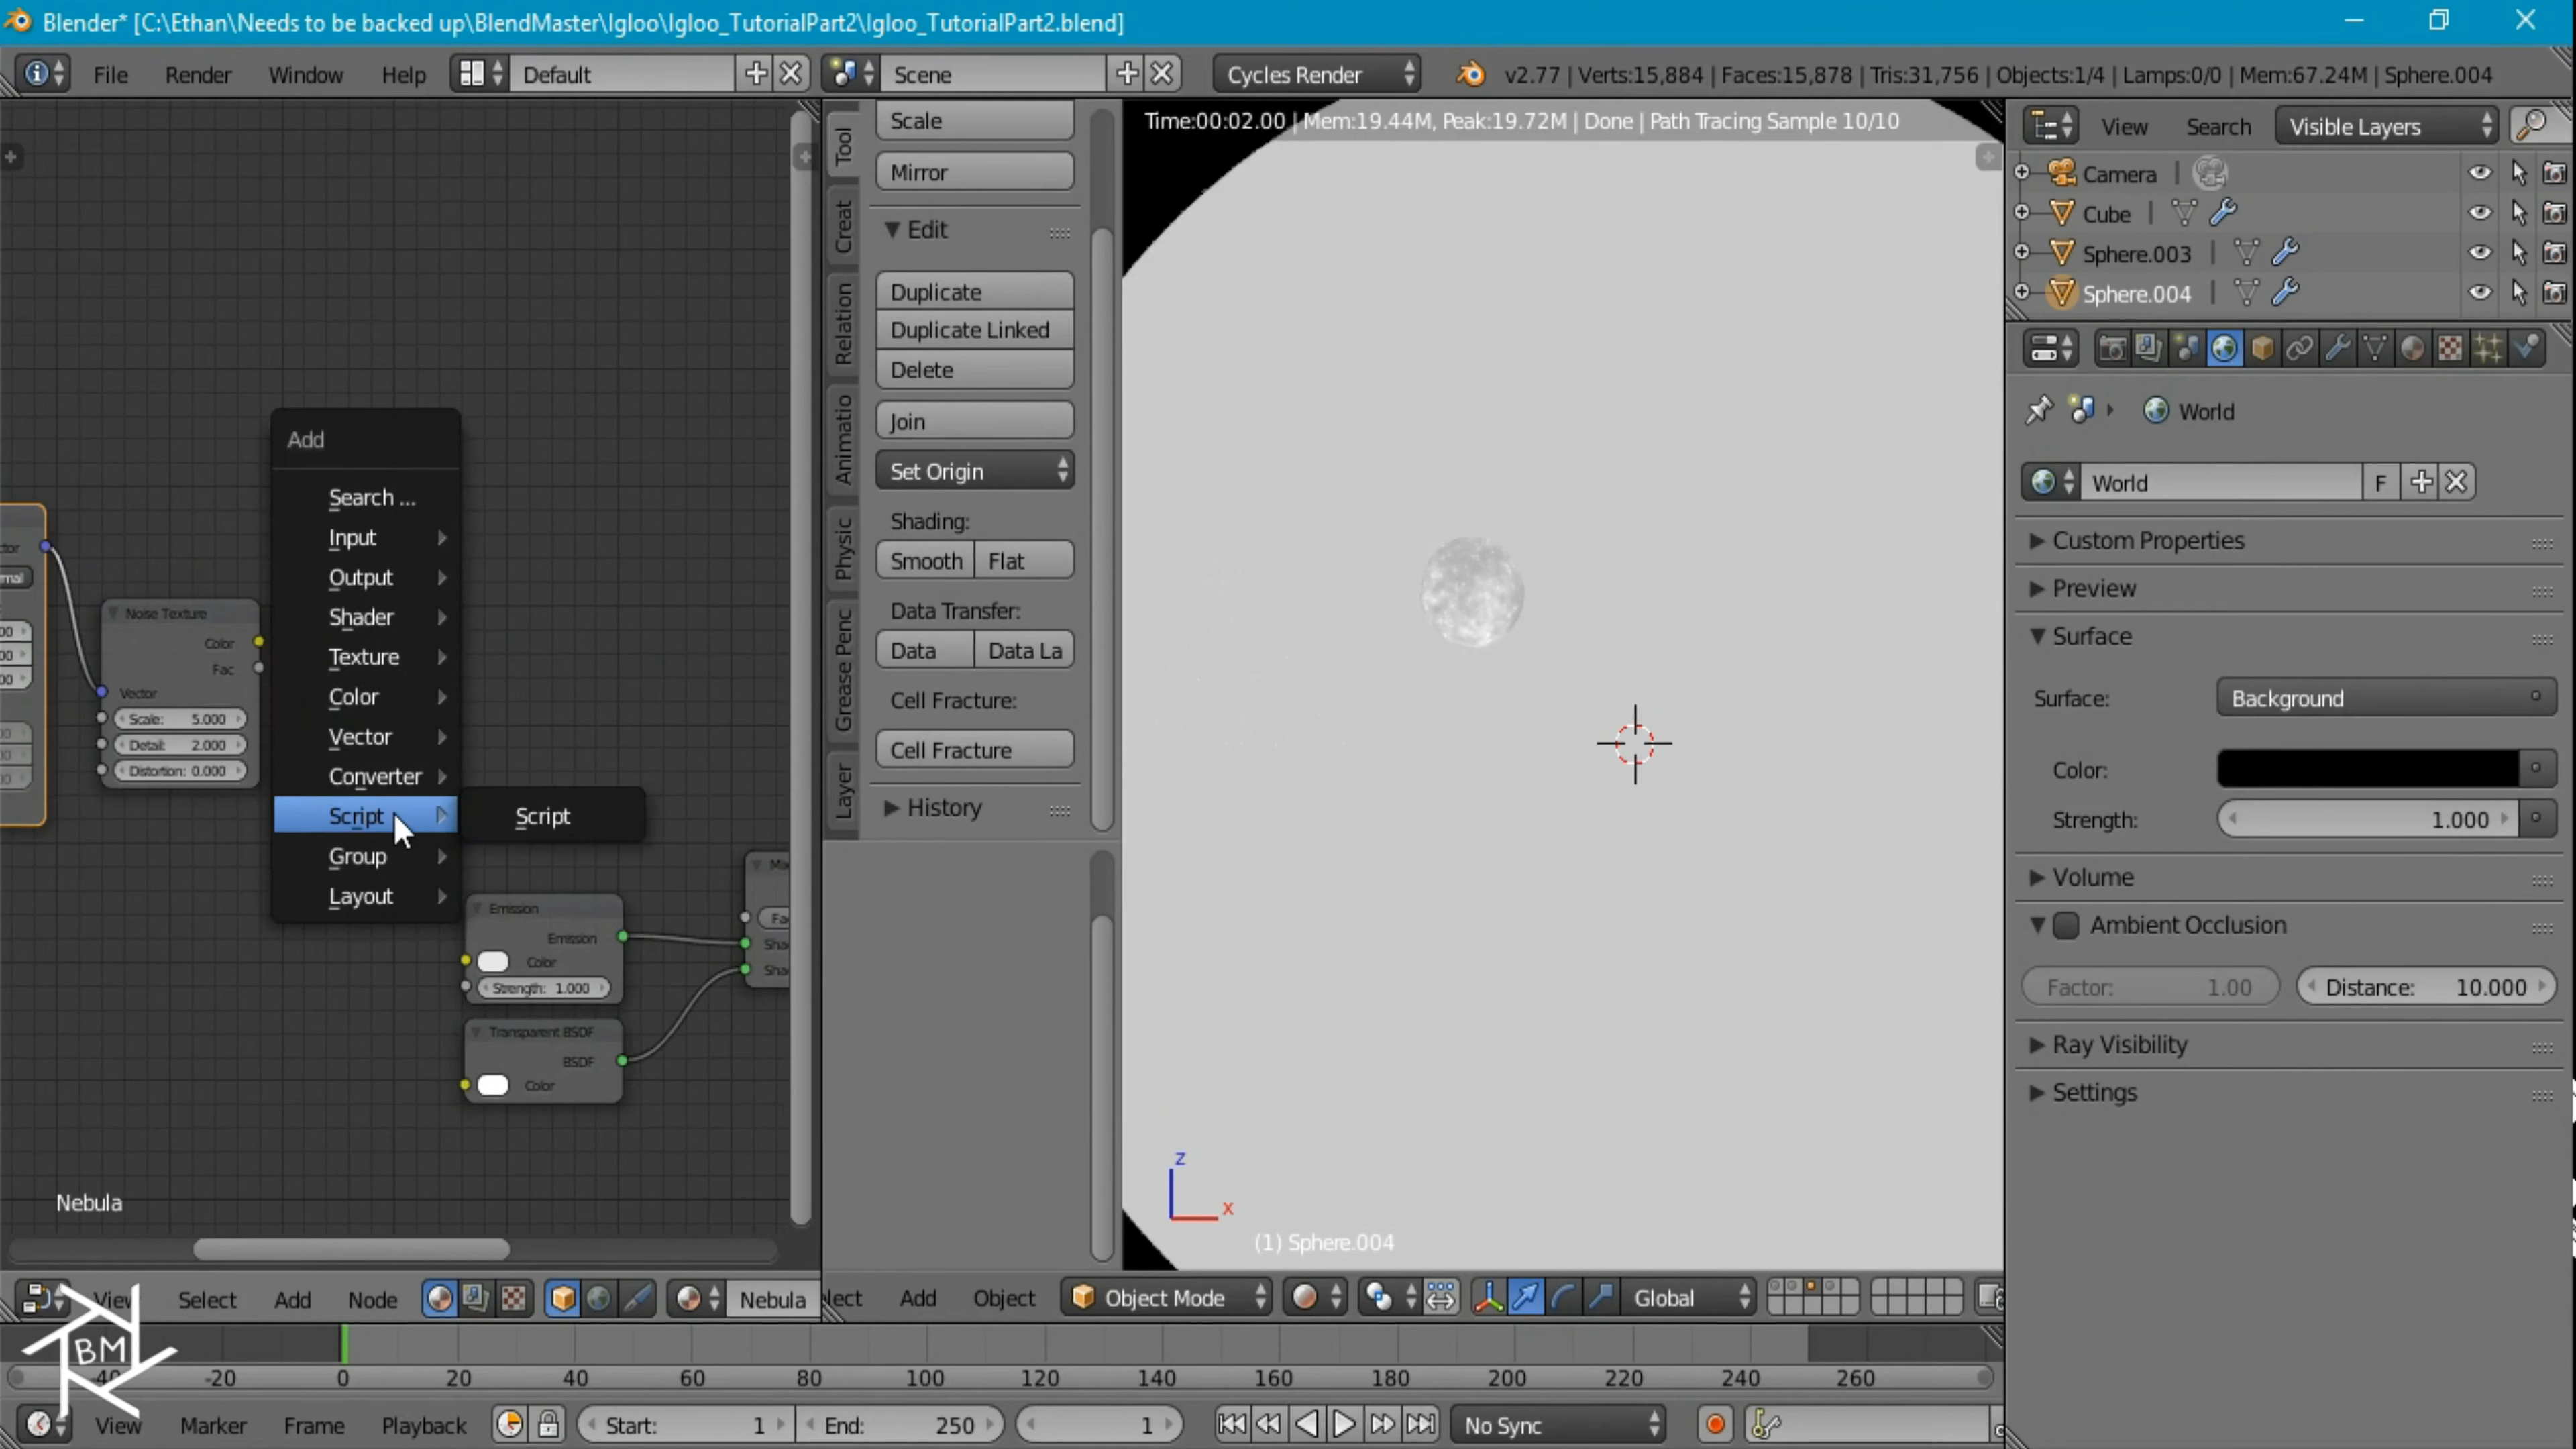 Blender* [C:\Ethan\Needs to be backed up\BlendMaster\Igloo\Igloo_TutorialPart2\Igloo_TutorialPart2.blend]
File Render Window Help Default Scene Cycles Render v2.77 | Verts:15,884 | Faces:15,878 | Tris:31,756 | Objects:1/4 | Lamps:0/0 | Mem:67.24M | Sphere.004
Add
Search ...
Input
Output
Shader
Texture
Color
Vector
Converter
Script
Group
Layout
Script
Noise Texture
Color
Fac
Vector
Scale: 5.000
Detail: 2.000
Distortion: 0.000
Emission
Emission
Color
Strength: 1.000
Transparent BSDF
BSDF
Color
Nebula
View Select Add Node Nebula
Tool
Creat
Relation
Animatio
Physic
Grease Penc
Layer
Scale
Mirror
Edit
Duplicate
Duplicate Linked
Delete
Join
Set Origin
Shading:
Smooth Flat
Data Transfer:
Data Data La
Cell Fracture:
Cell Fracture
History
Time:00:02.00 | Mem:19.44M, Peak:19.72M | Done | Path Tracing Sample 10/10
z
x
(1) Sphere.004
lect Add Object Object Mode Global
View Search Visible Layers
Camera
Cube
Sphere.003
Sphere.004
World
World F
Custom Properties
Preview
Surface
Surface: Background
Color:
Strength: 1.000
Volume
Ambient Occlusion
Factor: 1.00 Distance: 10.000
Ray Visibility
Settings
BM
-40 -20 0 20 40 60 80 100 120 140 160 180 200 220 240 260
View Marker Frame Playback Start: 1 End: 250 1 No Sync